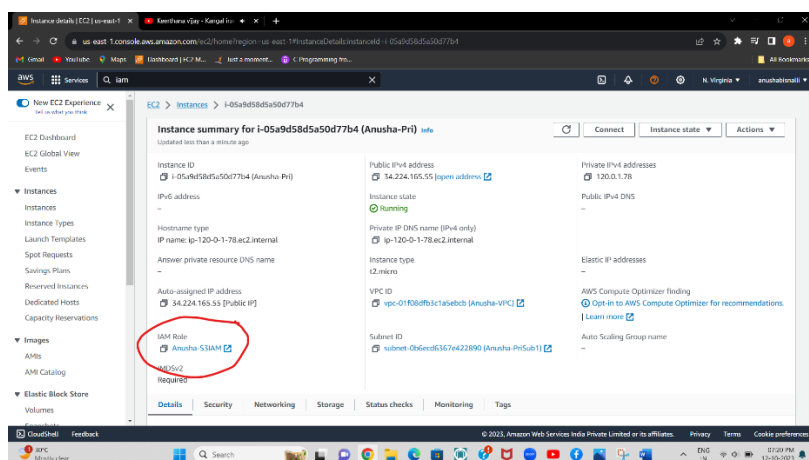 Instance details | EC2 | us-east-1
Keerthana vijay - Kangal iran
us-east-1.console.aws.amazon.com/ec2/home?region=us-east-1#InstanceDetails:instanceId=i-05a9d58d5a50d77b4
Gmail YouTube Maps Dashboard | EC2 M... Just a moment... C Programming tro... All Bookmarks
aws Services iam N. Virginia anushabisnalli
New EC2 Experience
Tell us what you think
EC2 Dashboard
EC2 Global View
Events
Instances
Instances
Instance Types
Launch Templates
Spot Requests
Savings Plans
Reserved Instances
Dedicated Hosts
Capacity Reservations
Images
AMIs
AMI Catalog
Elastic Block Store
Volumes
Snapshots
EC2 > Instances > i-05a9d58d5a50d77b4
Instance summary for i-05a9d58d5a50d77b4 (Anusha-Pri) Info
Updated less than a minute ago
Connect Instance state Actions
Instance ID
i-05a9d58d5a50d77b4 (Anusha-Pri)
Public IPv4 address
34.224.165.55 |open address
Private IPv4 addresses
120.0.1.78
IPv6 address
–
Instance state
Running
Public IPv4 DNS
–
Hostname type
IP name: ip-120-0-1-78.ec2.internal
Private IP DNS name (IPv4 only)
ip-120-0-1-78.ec2.internal
Answer private resource DNS name
–
Instance type
t2.micro
Elastic IP addresses
–
Auto-assigned IP address
34.224.165.55 [Public IP]
VPC ID
vpc-01f08dfb3c1a5ebcb (Anusha-VPC)
AWS Compute Optimizer finding
Opt-in to AWS Compute Optimizer for recommendations.
| Learn more
IAM Role
Anusha-S3IAM
Subnet ID
subnet-0b6ecd6367e422890 (Anusha-PriSub1)
Auto Scaling Group name
–
IMDSv2
Required
Details Security Networking Storage Status checks Monitoring Tags
CloudShell Feedback © 2023, Amazon Web Services India Private Limited or its affiliates. Privacy Terms Cookie preferences
Mostly clear
Search
ENG
IN
07:20 PM
12-10-2023